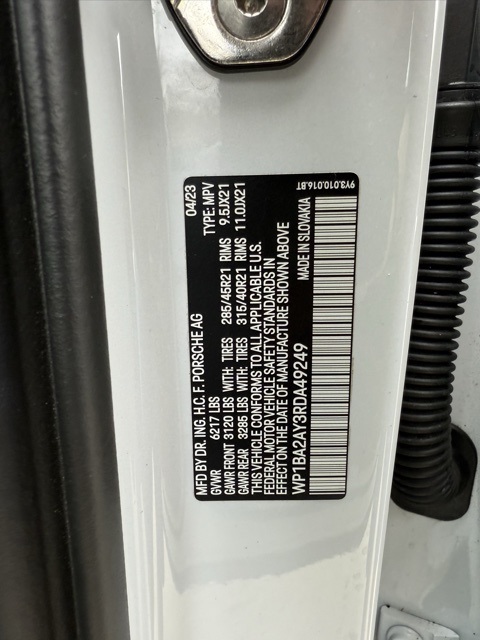 MFD BY DR. ING. H.C. F. PORSCHE AG 04/23
GVWR 6217 LBS TYPE: MPV
GAWR FRONT 3120 LBS WITH TIRES 285/45R21 RIMS 9.5JX21
GAWR REAR 3285 LBS WITH TIRES 315/40R21 RIMS 11.0JX21
THIS VEHICLE CONFORMS TO ALL APPLICABLE U.S.
FEDERAL MOTOR VEHICLE SAFETY STANDARDS IN
EFFECT ON THE DATE OF MANUFACTURE SHOWN ABOVE
WP1BA2AY3RDA49249 MADE IN SLOVAKIA
9Y3.010.016.BT